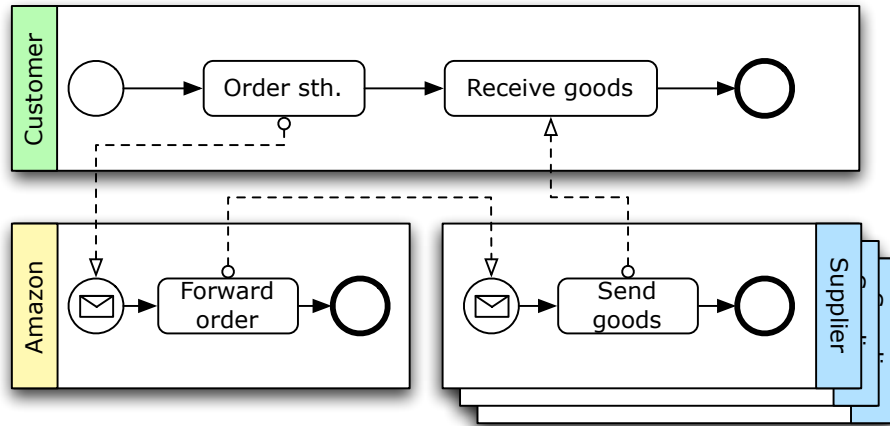 Customer
Order sth.
Receive goods
Amazon
Forward
order
Send
goods
Supplier